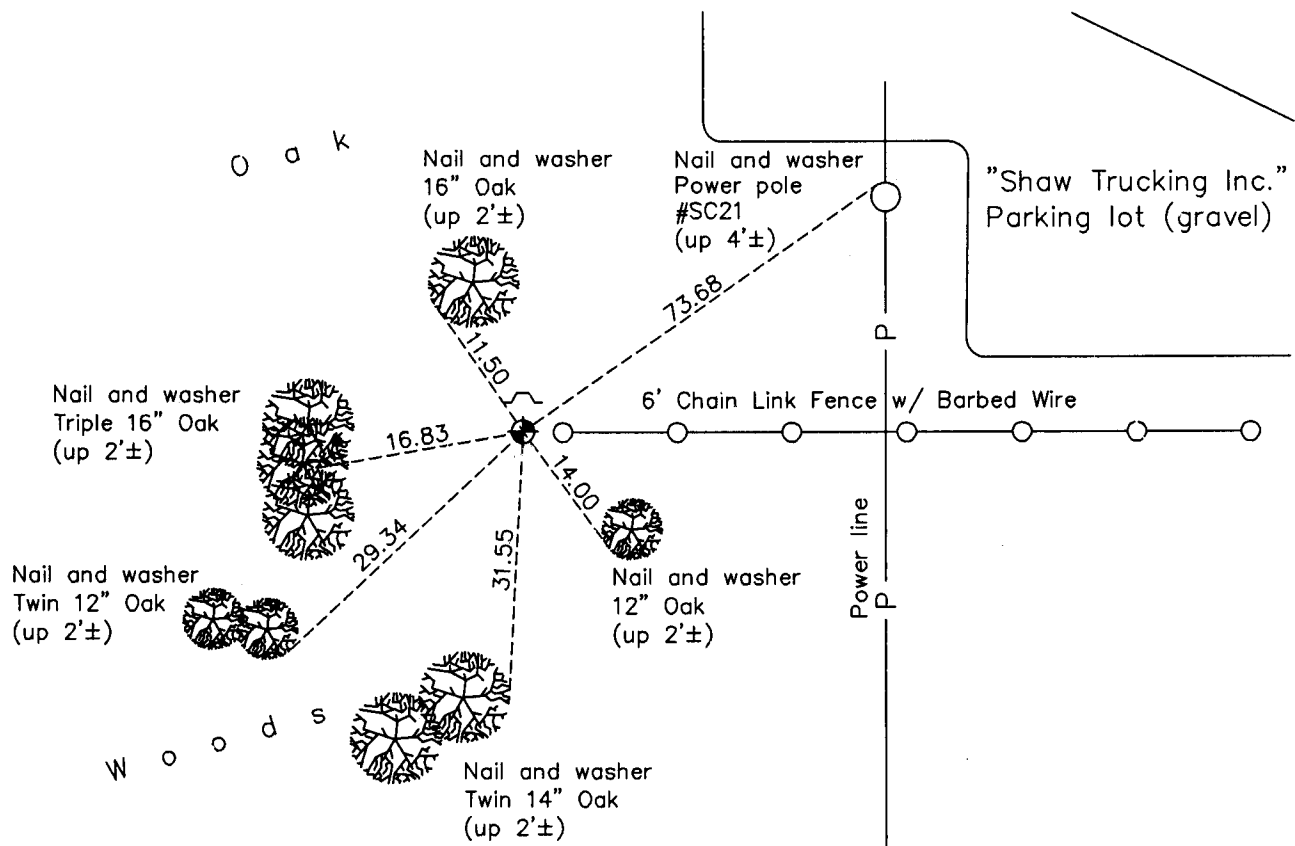 Oak
Nail and washer
16" Oak
(up 2'±)
Nail and washer
Power pole
#SC21
(up 4'±)
"Shaw Trucking Inc."
Parking lot (gravel)
73.68
11.50
P
Nail and washer
Triple 16" Oak
(up 2'±)
16.83
6' Chain Link Fence w/ Barbed Wire
14.00
29.34
31.55
Power line
P
Nail and washer
Twin 12" Oak
(up 2'±)
Nail and washer
12" Oak
(up 2'±)
Woods
Nail and washer
Twin 14" Oak
(up 2'±)